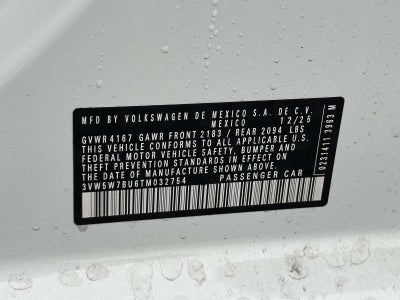 MFD BY VOLKSWAGEN DE MEXICO S.A. DE C.V.
MEXICO 12/25
GVWR 4167 GAWR FRONT 2183 / REAR 2094 LBS
THIS VEHICLE CONFORMS TO ALL APPLICABLE U.S.
FEDERAL MOTOR VEHICLE SAFETY, BUMPER, AND
THEFT PREVENTION STANDARDS IN EFFECT ON
THE DATE OF MANUFACTURE SHOWN ABOVE.
3VW5W7BU6TM032754 PASSENGER CAR
0231411 3963 M